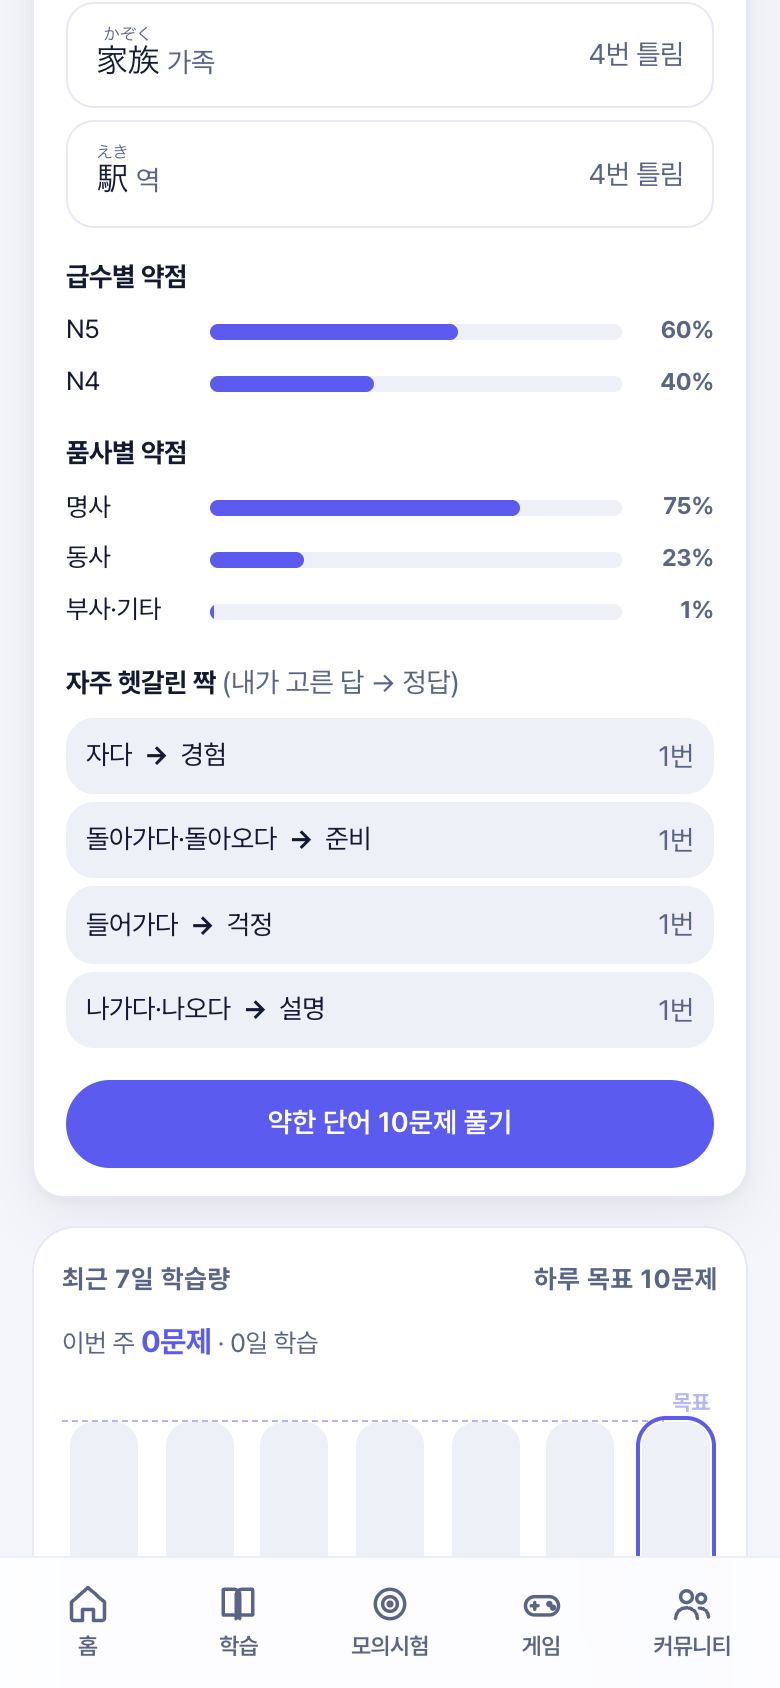 かぞく
家族 가족 4번 틀림
えき
駅 역 4번 틀림
급수별 약점
N5 60%
N4 40%
품사별 약점
명사 75%
동사 23%
부사·기타 1%
자주 헷갈린 짝 (내가 고른 답 → 정답)
자다 → 경험 1번
돌아가다·돌아오다 → 준비 1번
들어가다 → 걱정 1번
나가다·나오다 → 설명 1번
약한 단어 10문제 풀기
최근 7일 학습량 하루 목표 10문제
이번 주 0문제 · 0일 학습
목표
홈 학습 모의시험 게임 커뮤니티